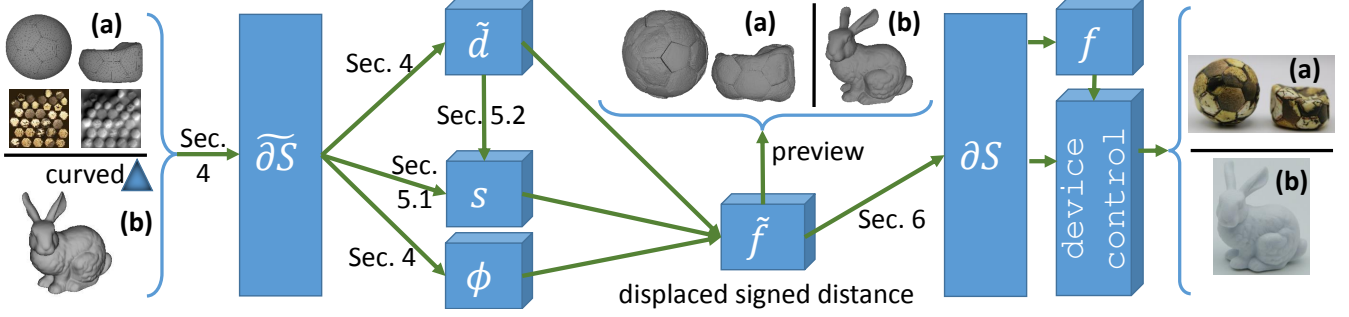 (a)
curved
(b)
Sec.
4
∂S̃
Sec. 4
Sec.
5.1
Sec. 4
d̃
Sec. 5.2
s
ϕ
(a)
(b)
preview
f̃
displaced signed distance
Sec. 6
∂S
f
device
control
(a)
(b)